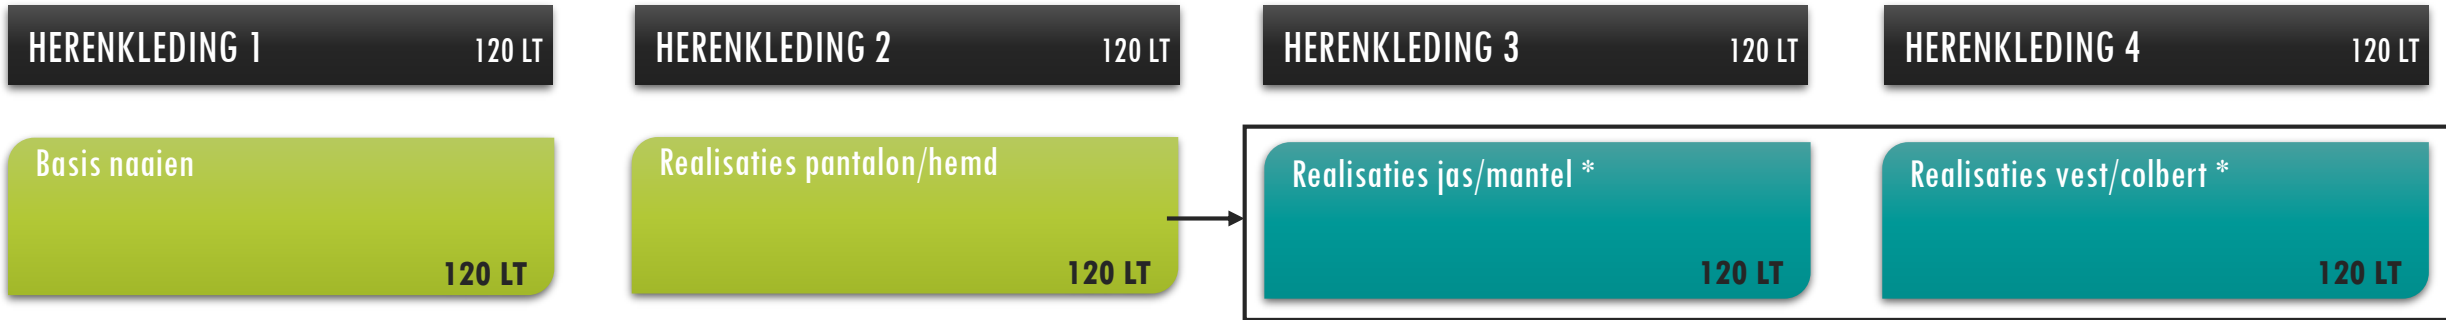 HERENKLEDING 1 120 LT
HERENKLEDING 2 120 LT
HERENKLEDING 3 120 LT
HERENKLEDING 4 120 LT
Basis naaien
120 LT
Realisaties pantalon/hemd
120 LT
Realisaties jas/mantel *
120 LT
Realisaties vest/colbert *
120 LT